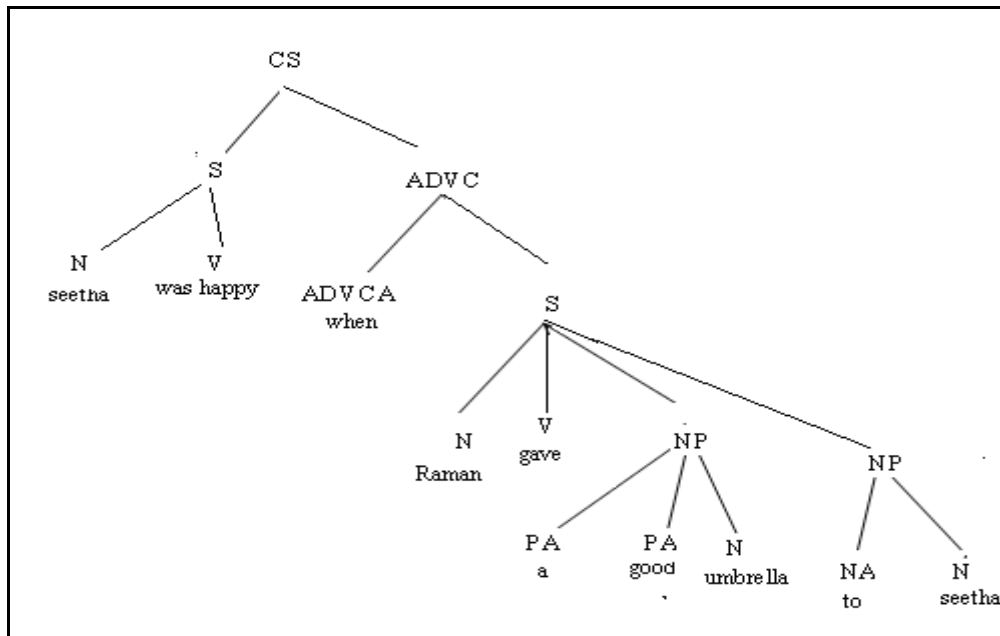 CS
S
ADVC
N
V
seetha
was happy
ADVCA
when
S
N
V
Raman
gave
NP
NP
PA
a
PA
good
N
umbrella
NA
to
N
seetha